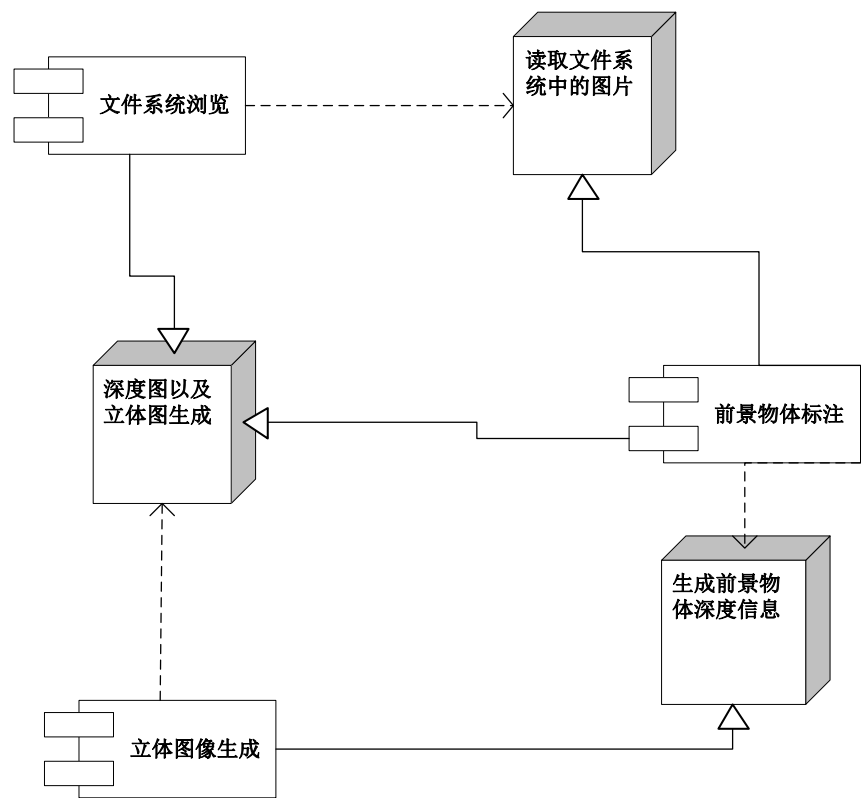 读取文件系
统中的图片
文件系统浏览
深度图以及
立体图生成
前景物体标注
生成前景物
体深度信息
立体图像生成